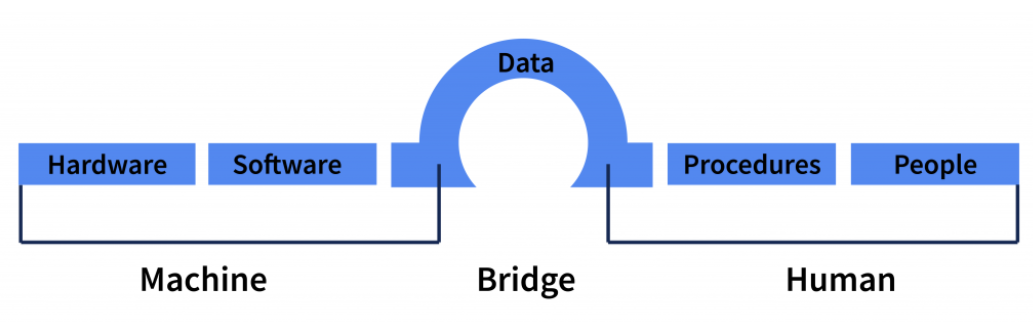 Data
Hardware Software Procedures People
Machine Bridge Human